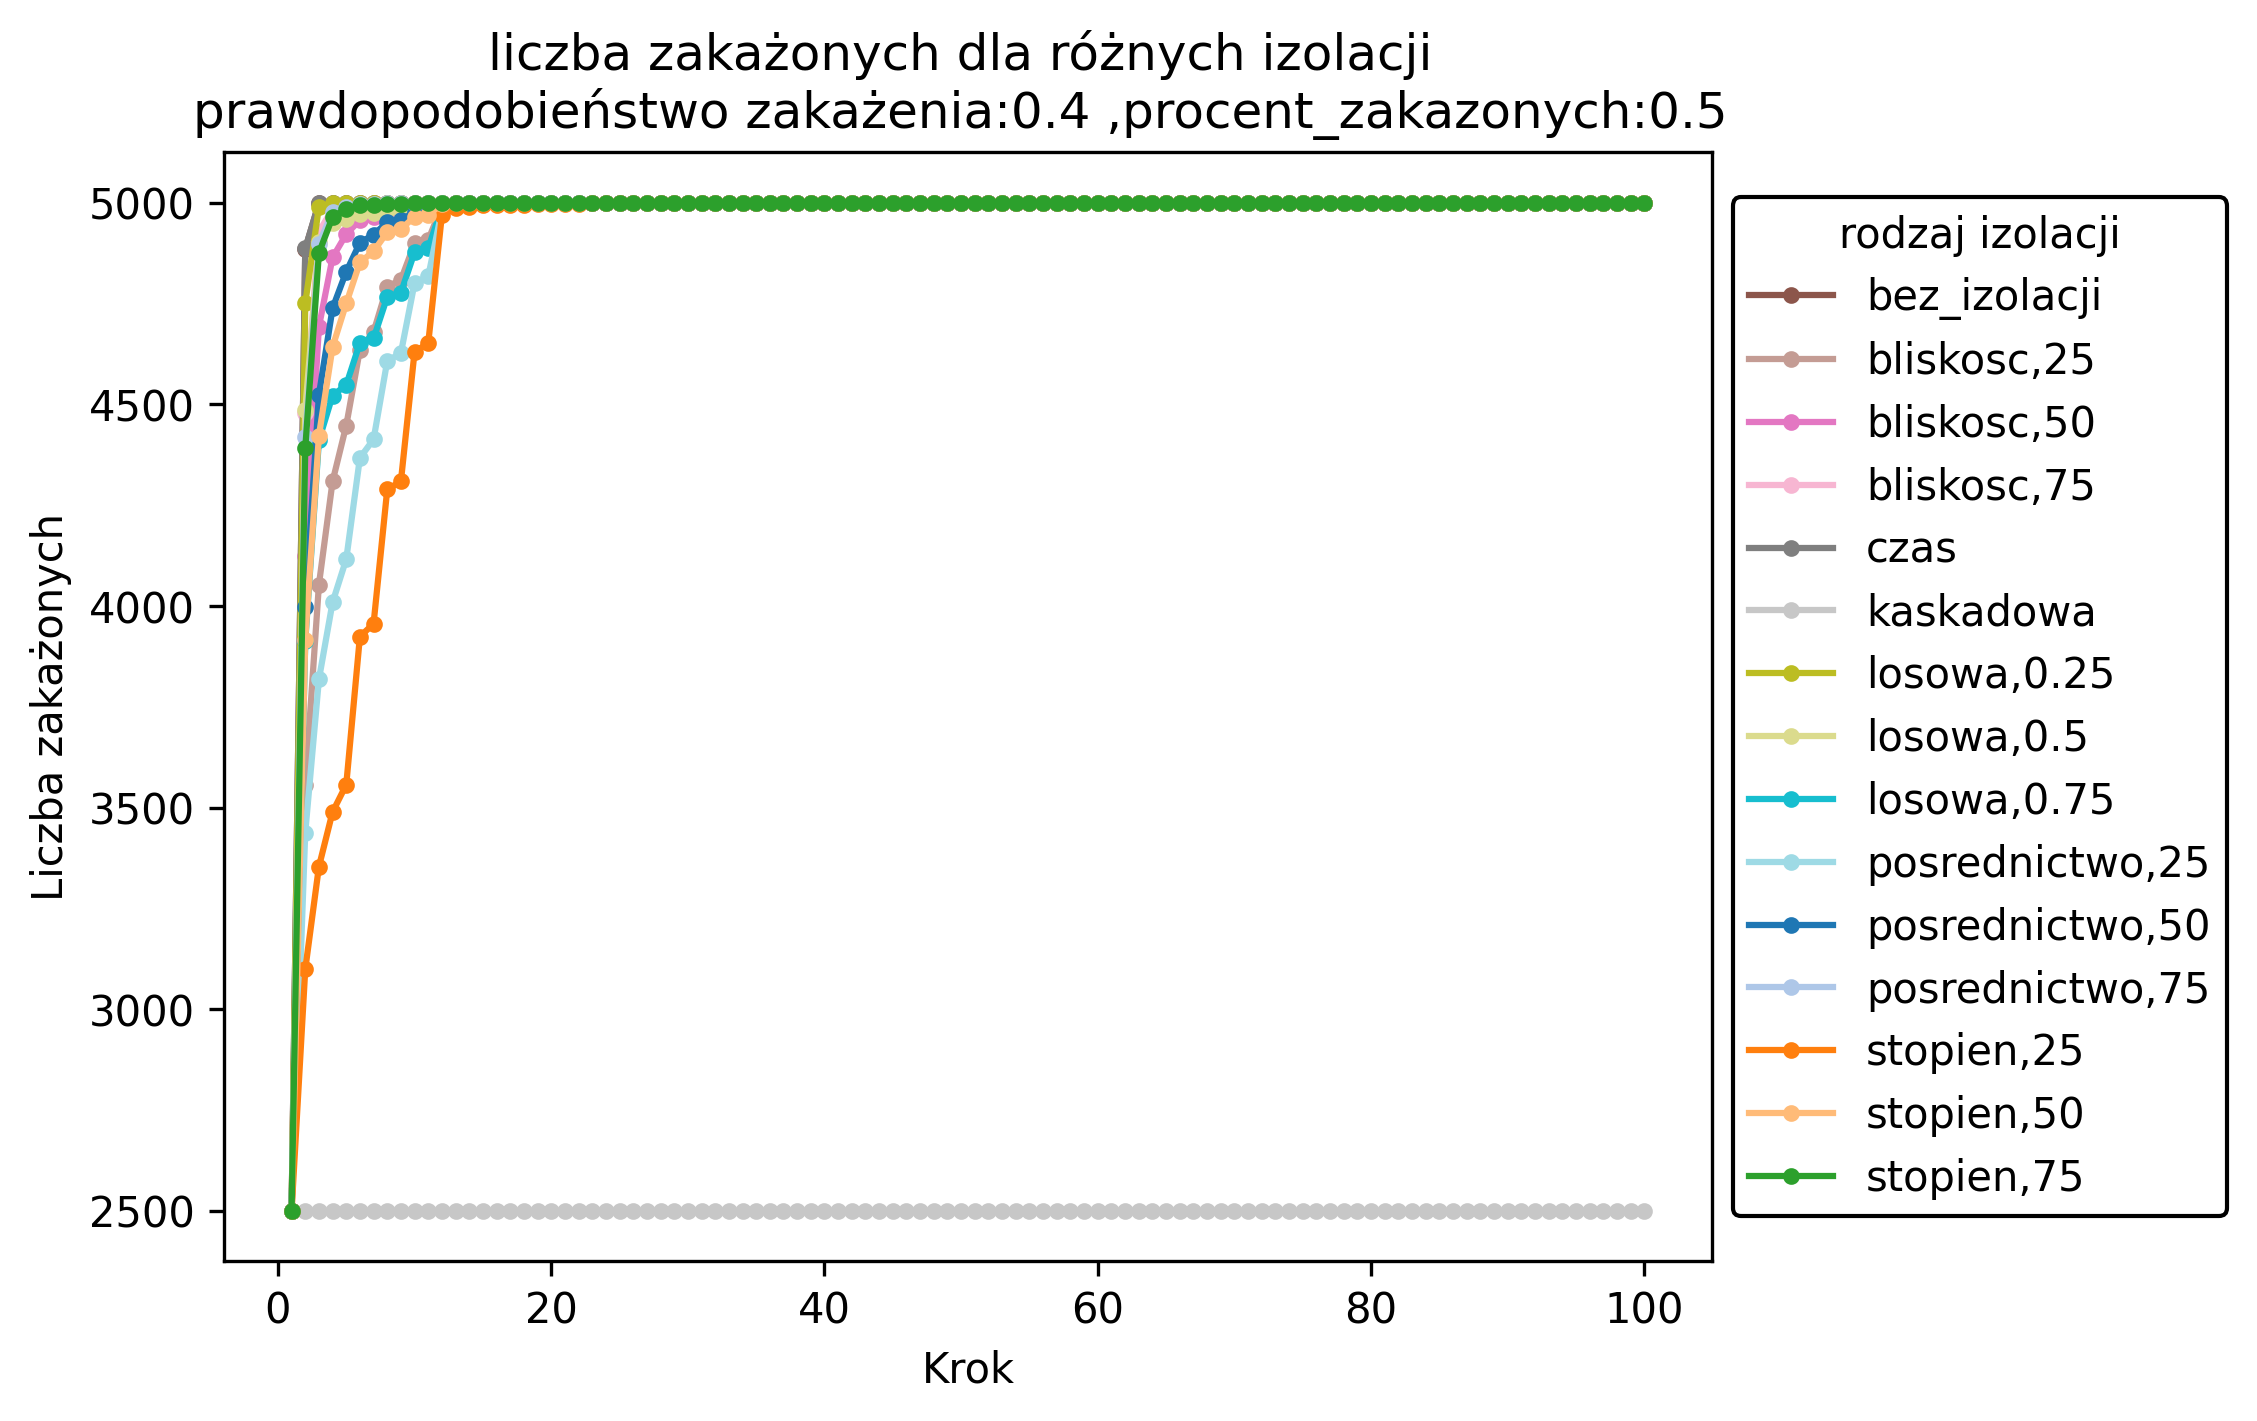 liczba zakażonych dla różnych izolacji
prawdopodobieństwo zakażenia:0.4 ,procent_zakazonych:0.5
5000
4500
4000
3500
3000
2500
Liczba zakażonych
0
20
40
60
80
100
Krok
rodzaj izolacji
bez_izolacji
bliskosc,25
bliskosc,50
bliskosc,75
czas
kaskadowa
losowa,0.25
losowa,0.5
losowa,0.75
posrednictwo,25
posrednictwo,50
posrednictwo,75
stopien,25
stopien,50
stopien,75